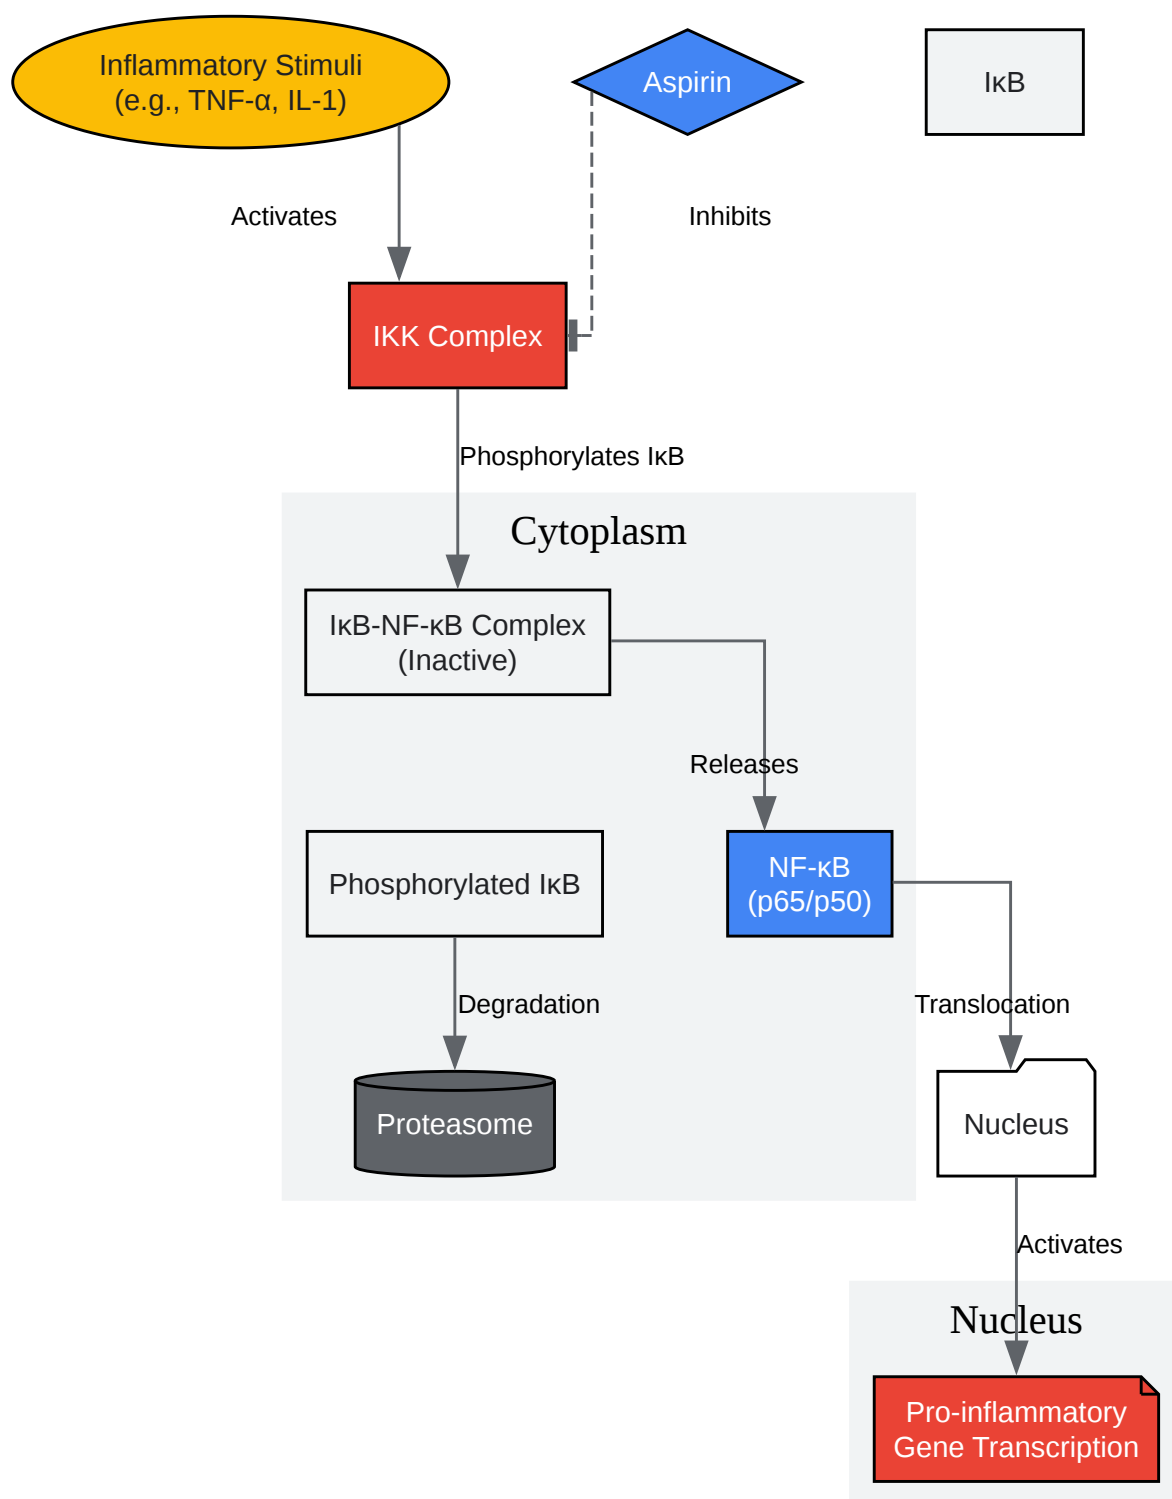 Inflammatory Stimuli
(e.g., TNF-α, IL-1)
Aspirin
IκB
Activates
Inhibits
IKK Complex
Phosphorylates IκB
Cytoplasm
IκB-NF-κB Complex
(Inactive)
Releases
Phosphorylated IκB
NF-κB
(p65/p50)
Degradation
Translocation
Proteasome
Nucleus
Activates
Nucleus
Pro-inflammatory
Gene Transcription